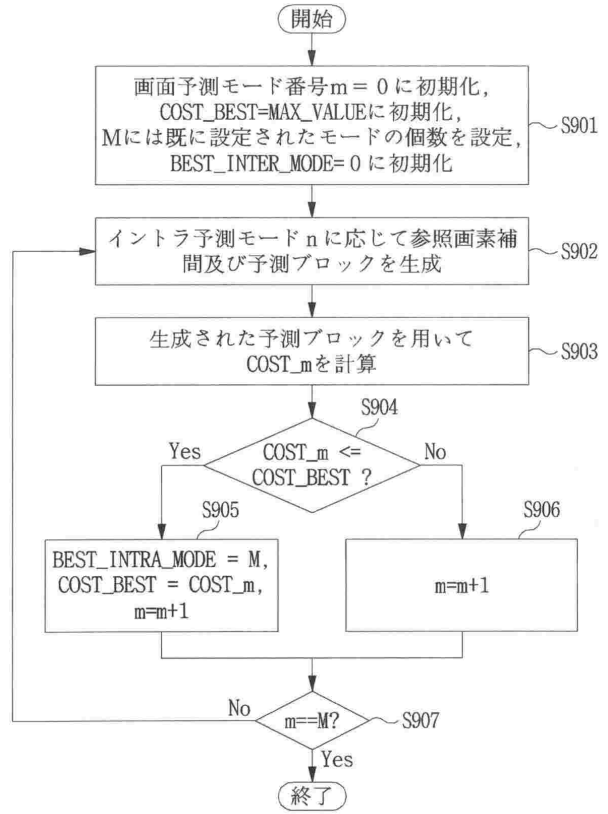 開始
画面予測モード番号m=0に初期化,
COST_BEST=MAX_VALUEに初期化,
Mには既に設定されたモードの個数を設定,
BEST_INTER_MODE=0に初期化
S901
イントラ予測モードnに応じて参照画素補
間及び予測ブロックを生成
S902
生成された予測ブロックを用いて
COST_mを計算
S903
S904
COST_m <=
COST_BEST ?
Yes
No
S905
BEST_INTRA_MODE = M,
COST_BEST = COST_m,
m=m+1
S906
m=m+1
No
m==M?
S907
Yes
終了